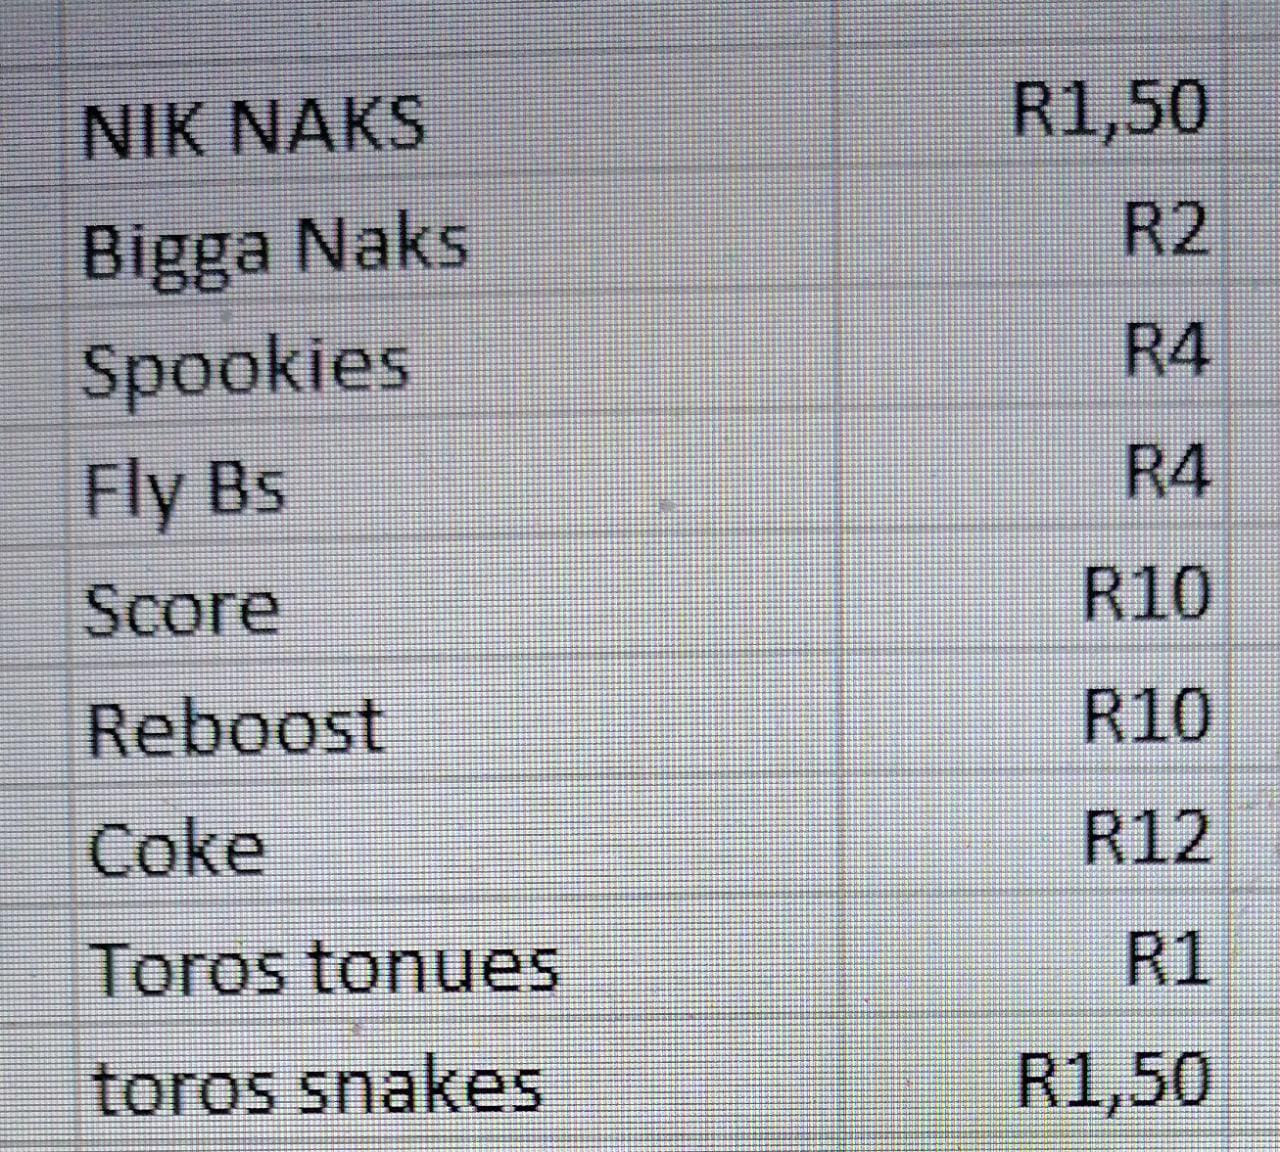 NIK NAKS R1,50
Bigga Naks R2
Spookies R4
Fly Bs R4
Score R10
Reboost R10
Coke R12
Toros tonues R1
toros snakes R1,50